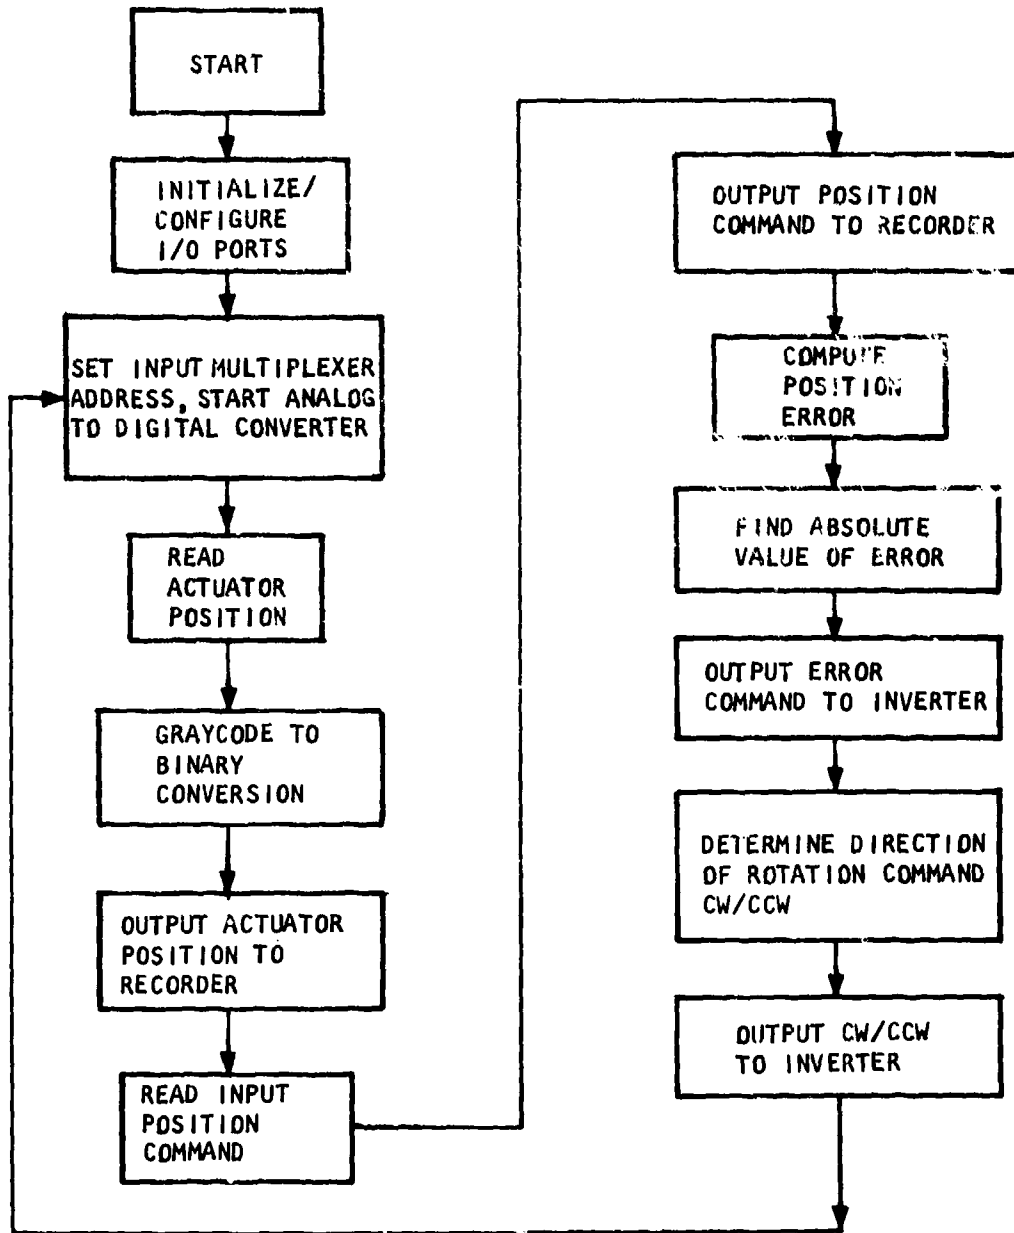 START
INITIALIZE/
CONFIGURE
I/O PORTS
SET INPUT MULTIPLEXER
ADDRESS, START ANALOG
TO DIGITAL CONVERTER
READ
ACTUATOR
POSITION
GRAYCODE TO
BINARY
CONVERSION
OUTPUT ACTUATOR
POSITION TO
RECORDER
READ INPUT
POSITION
COMMAND
OUTPUT POSITION
COMMAND TO RECORDER
COMPUTE
POSITION
ERROR
FIND ABSOLUTE
VALUE OF ERROR
OUTPUT ERROR
COMMAND TO INVERTER
DETERMINE DIRECTION
OF ROTATION COMMAND
CW/CCW
OUTPUT CW/CCW
TO INVERTER